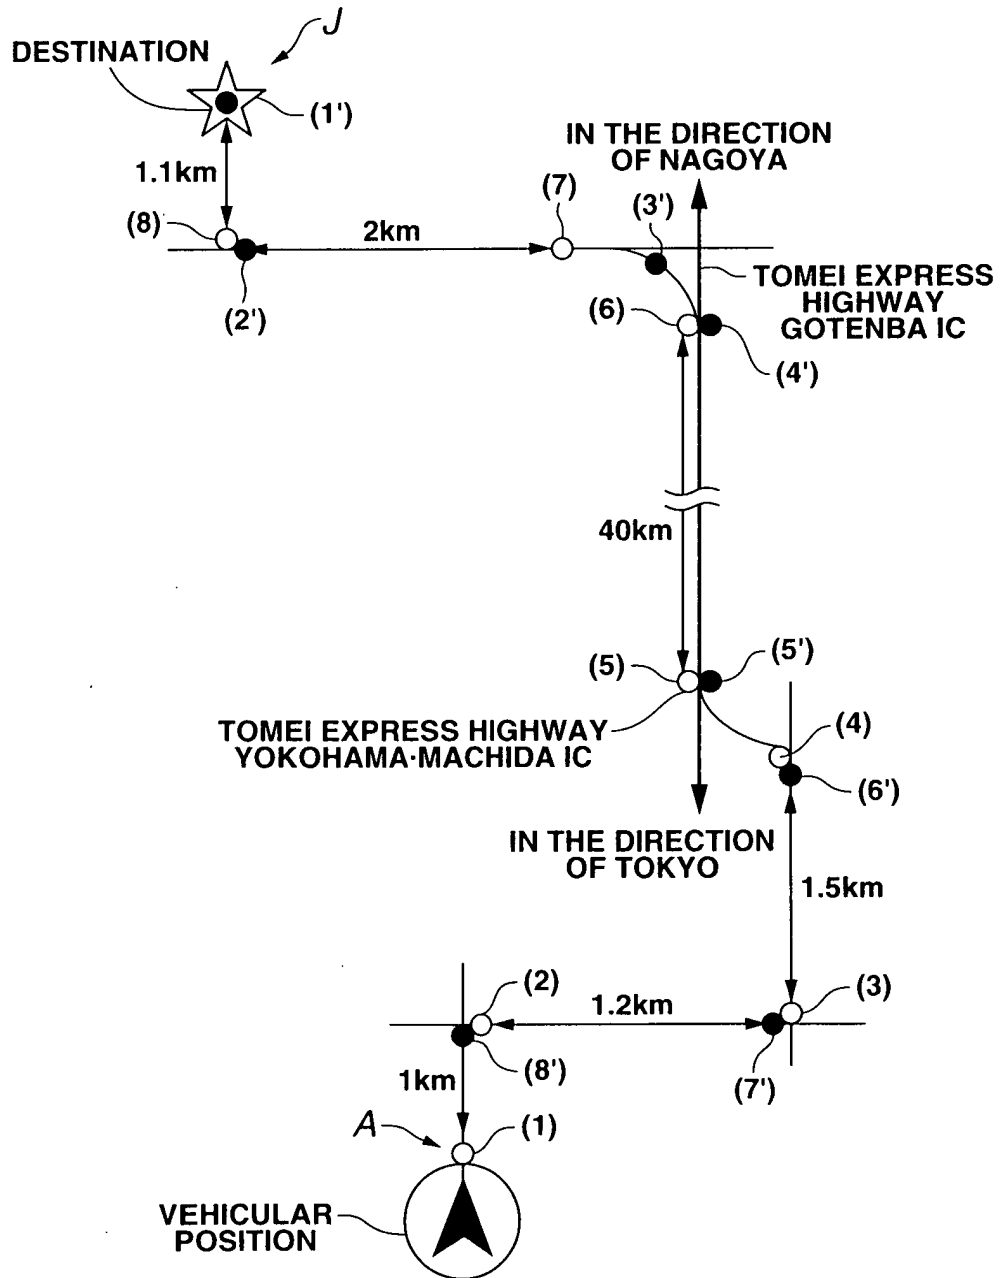 J
DESTINATION
(1')
IN THE DIRECTION
OF NAGOYA
1.1km
(7)
(3')
(8)
2km
TOMEI EXPRESS
HIGHWAY
GOTENBA IC
(2')
(6)
(4')
40km
(5')
(5)
TOMEI EXPRESS HIGHWAY
YOKOHAMA·MACHIDA IC
(4)
(6')
IN THE DIRECTION
OF TOKYO
1.5km
(2)
(3)
1.2km
(8')
1km
(7')
A
(1)
VEHICULAR
POSITION